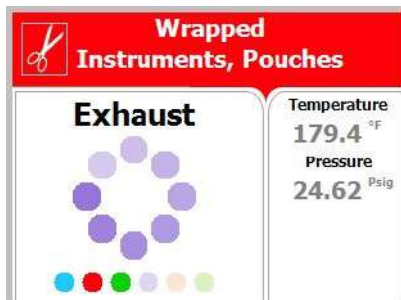 Wrapped
Instruments, Pouches
Exhaust
Temperature
179.4 °F
Pressure
24.62 Psig